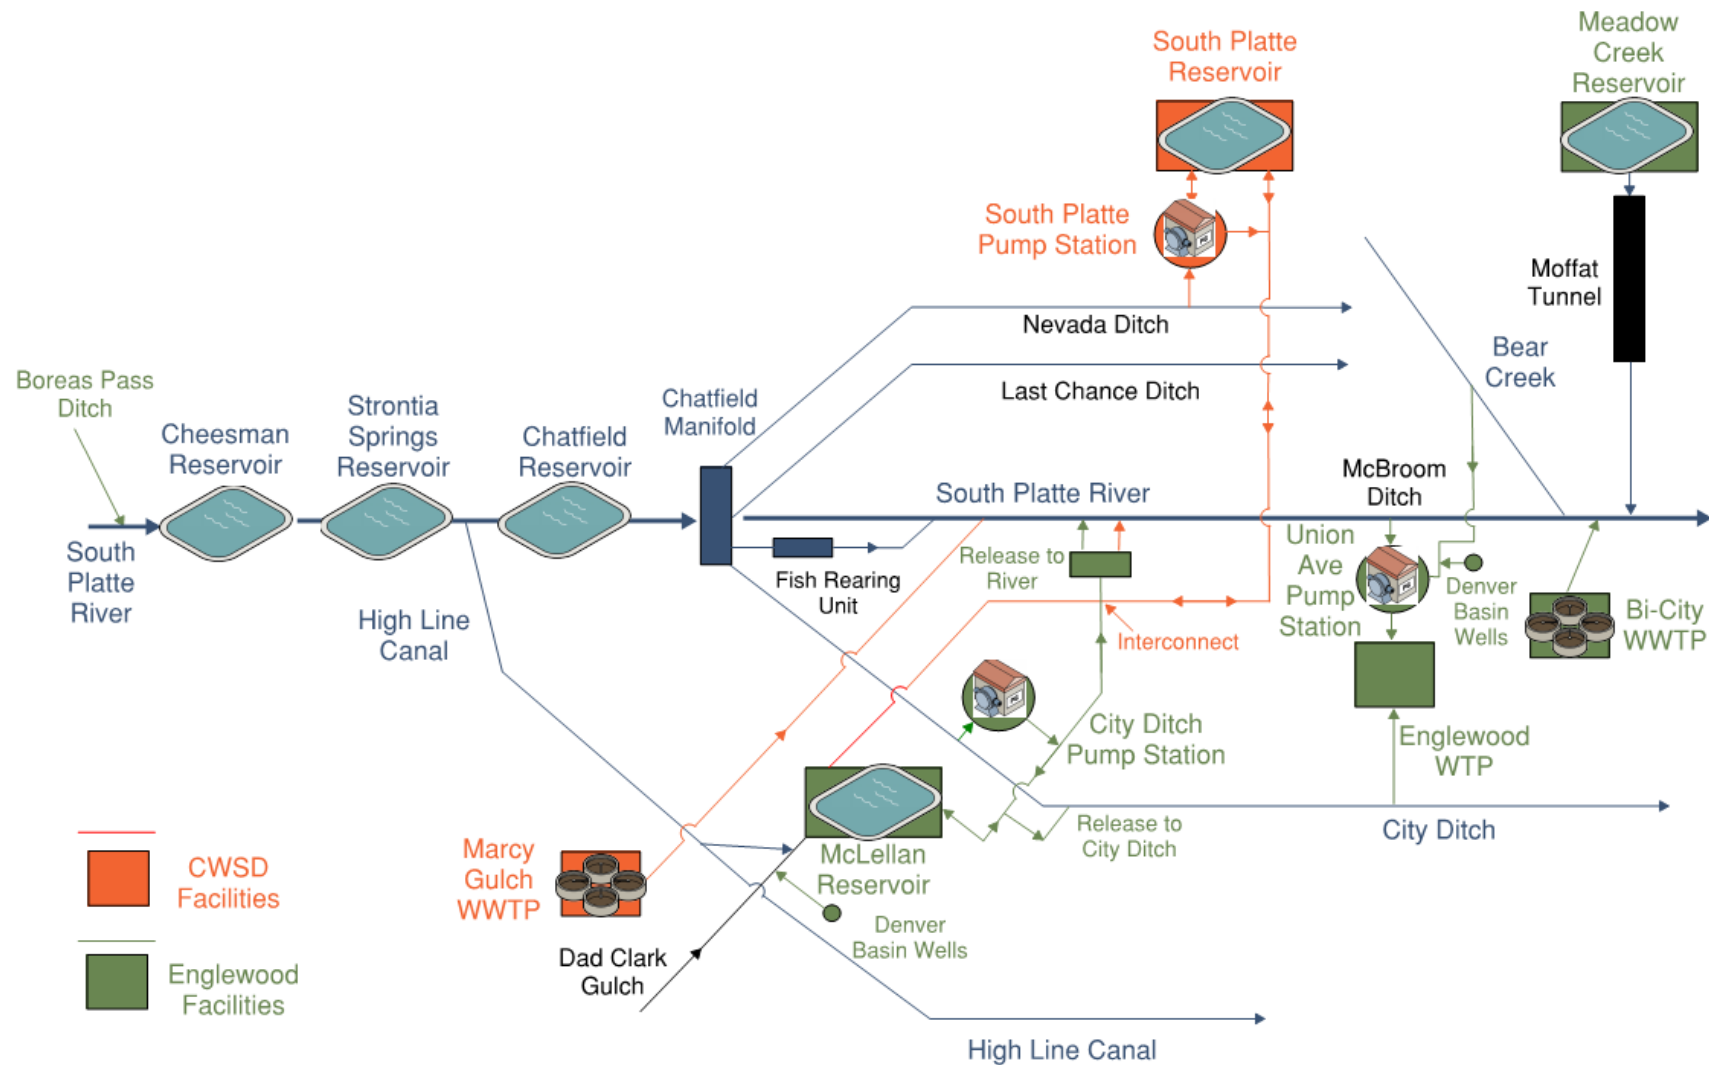 South Platte
Reservoir
Meadow
Creek
Reservoir
South Platte
Pump Station
Moffat
Tunnel
Nevada Ditch
Bear
Creek
Boreas Pass
Ditch
Cheesman
Reservoir
Strontia
Springs
Reservoir
Chatfield
Reservoir
Chatfield
Manifold
Last Chance Ditch
South Platte River
McBroom
Ditch
South
Platte
River
High Line
Canal
Fish Rearing
Unit
Release to
River
Interconnect
Union
Ave
Pump
Station
Denver
Basin
Wells
Bi-City
WWTP
City Ditch
Pump Station
Englewood
WTP
Release to
City Ditch
City Ditch
CWSD
Facilities
Englewood
Facilities
Marcy
Gulch
WWTP
McLellan
Reservoir
Denver
Basin Wells
Dad Clark
Gulch
High Line Canal